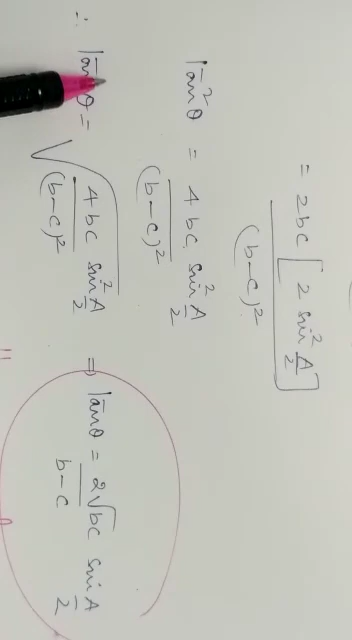 = 2bc [2 sin² A/2] / (b-c)²
Tan²θ = 4bc sin² A/2 / (b-c)²
∴ Tanθ = √(4bc sin² A/2 / (b-c)²) ⇒ Tanθ = 2√bc sin A/2 / b-c